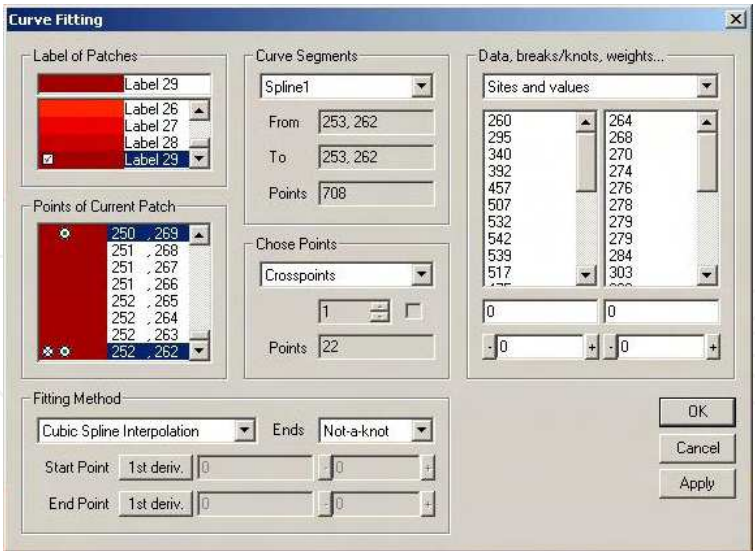 Curve Fitting
Label of Patches
Label 29
Label 26
Label 27
Label 28
Label 29
Points of Current Patch
250 , 269
251 , 268
251 , 267
251 , 266
252 , 265
252 , 264
252 , 263
252 , 262
Curve Segments
Spline1
From 253, 262
To 253, 262
Points 708
Chose Points
Crosspoints
1
Points 22
Data, breaks/knots, weights...
Sites and values
260 264
295 268
340 270
392 274
457 276
507 278
532 279
542 279
539 284
517 303
0 0
- 0 + - 0 +
Fitting Method
Cubic Spline Interpolation Ends Not-a-knot
Start Point 1st deriv. 0 - 0 +
End Point 1st deriv. 0 - 0 +
OK
Cancel
Apply